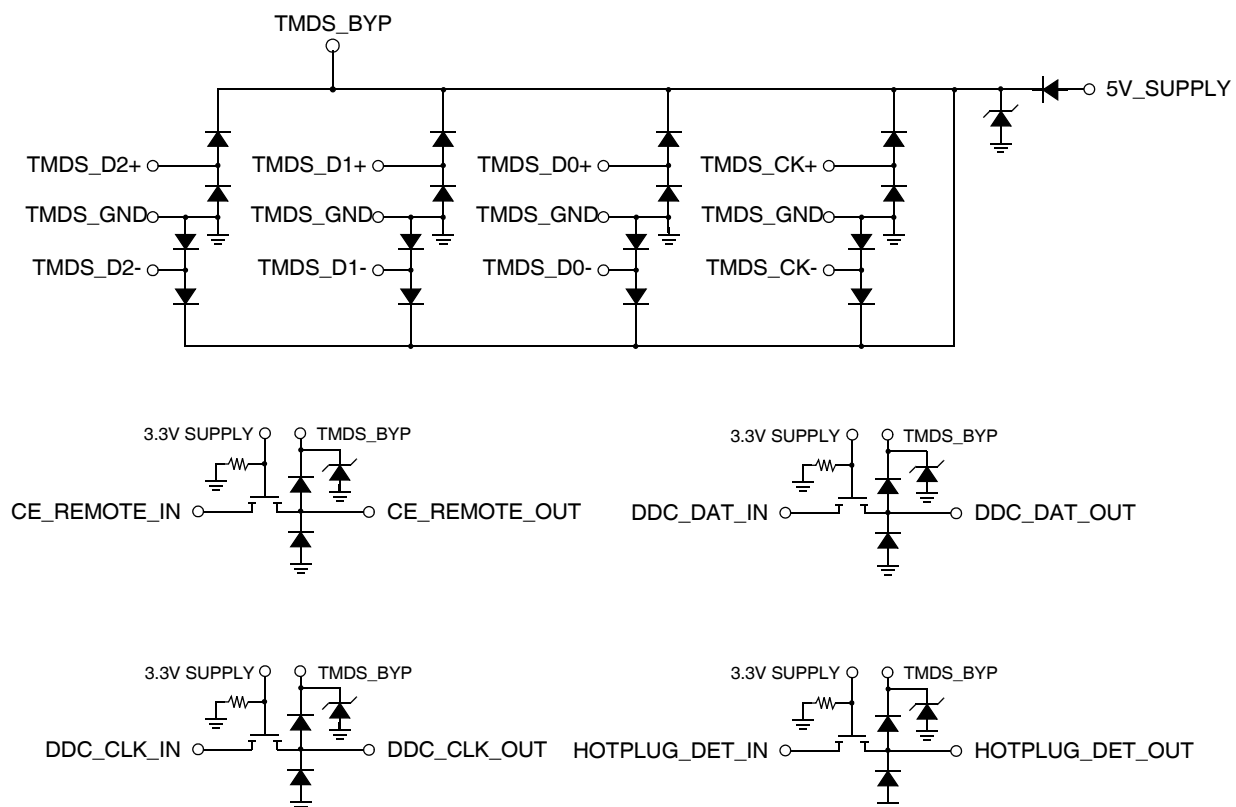 TMDS_BYP
5V_SUPPLY
TMDS_D2+ TMDS_D1+ TMDS_D0+ TMDS_CK+
TMDS_GND TMDS_GND TMDS_GND TMDS_GND
TMDS_D2- TMDS_D1- TMDS_D0- TMDS_CK-
3.3V SUPPLY TMDS_BYP 3.3V SUPPLY TMDS_BYP
CE_REMOTE_IN CE_REMOTE_OUT DDC_DAT_IN DDC_DAT_OUT
3.3V SUPPLY TMDS_BYP 3.3V SUPPLY TMDS_BYP
DDC_CLK_IN DDC_CLK_OUT HOTPLUG_DET_IN HOTPLUG_DET_OUT